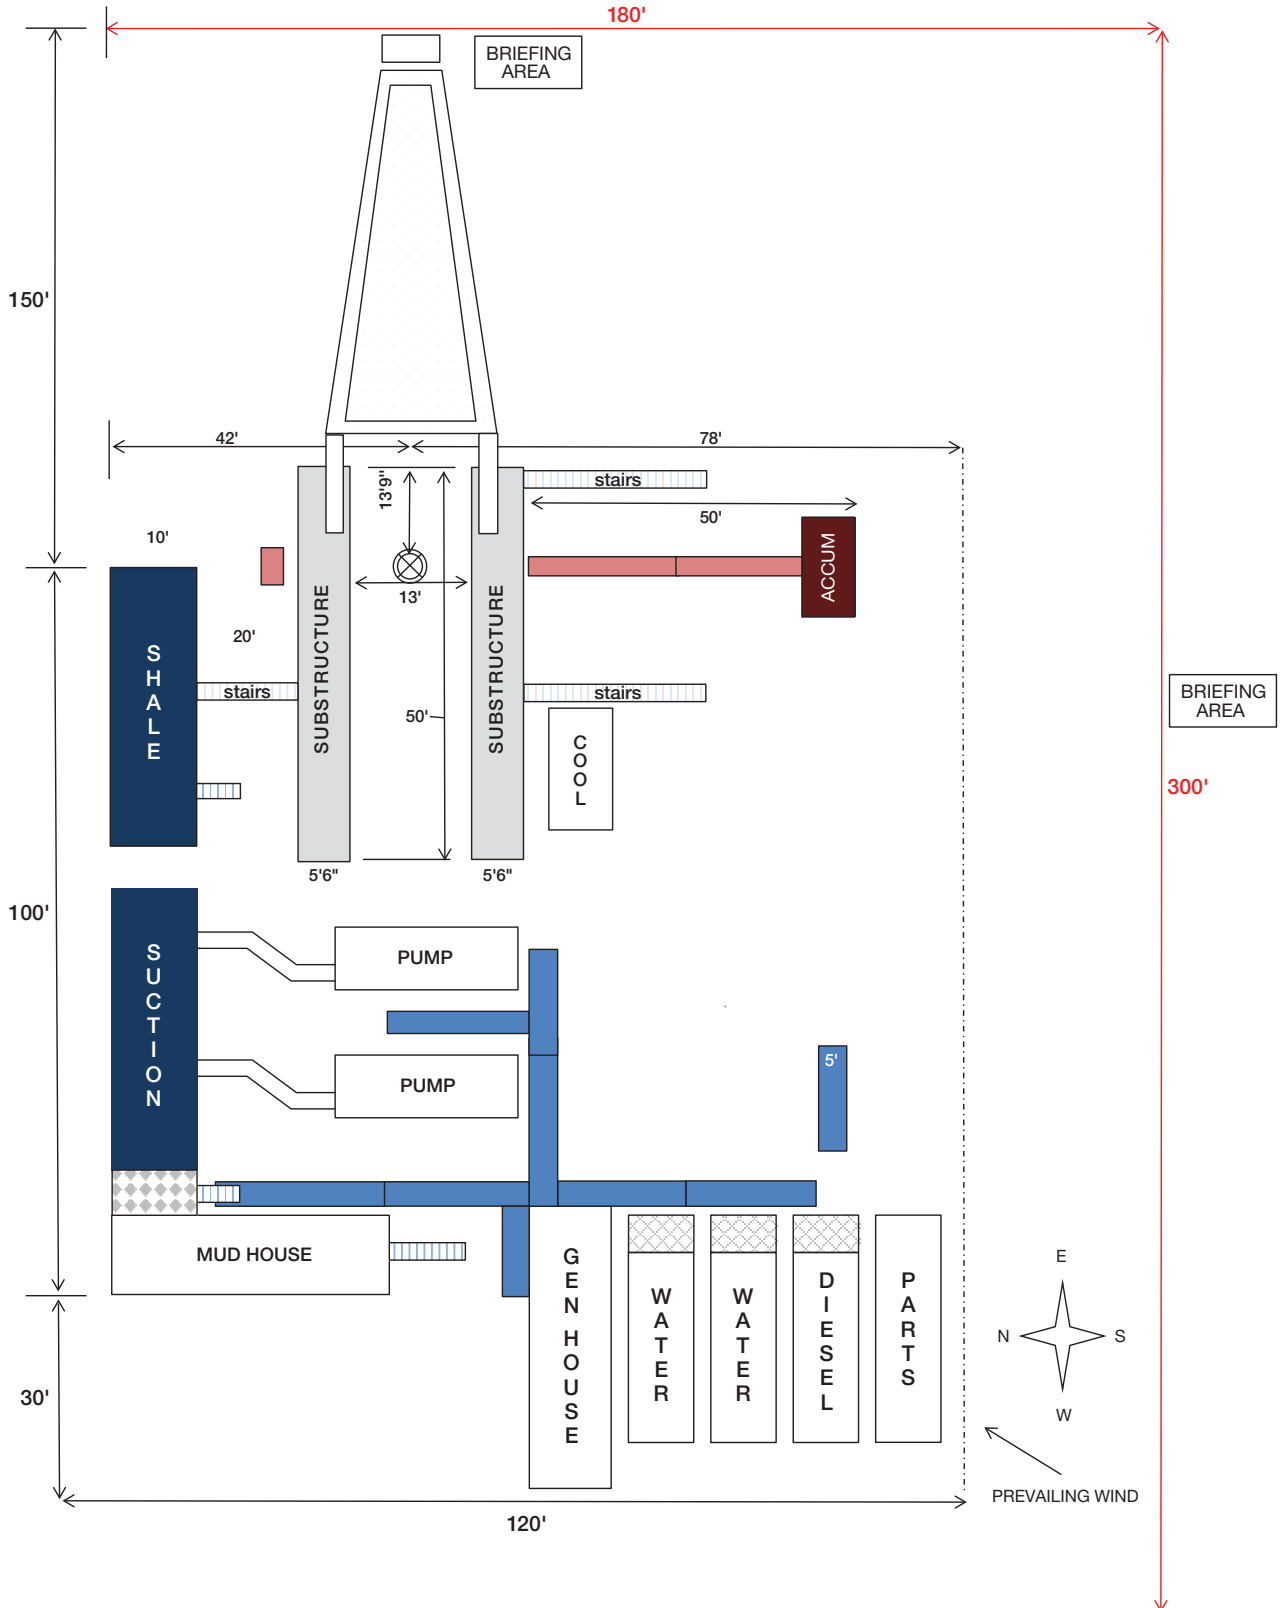 180'
BRIEFING
AREA
150'
42'
78'
stairs
13'9"
50'
10'
ACCUM
13'
20'
SHALE
SUBSTRUCTURE
SUBSTRUCTURE
stairs
stairs
BRIEFING
AREA
50'
COOL
300'
5'6"
5'6"
100'
SUCTION
PUMP
PUMP
5'
MUD HOUSE
GEN HOUSE
WATER
WATER
DIESEL
PARTS
E
N
S
W
30'
PREVAILING WIND
120'